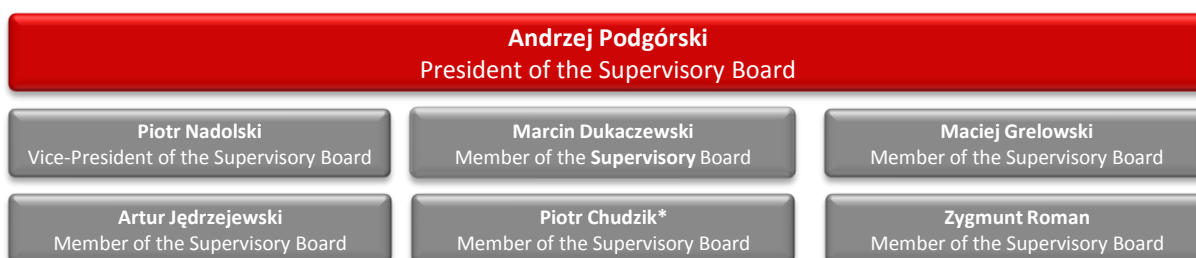 Andrzej Podgórski
President of the Supervisory Board
Piotr Nadolski
Vice-President of the Supervisory Board
Marcin Dukaczewski
Member of the Supervisory Board
Maciej Grelowski
Member of the Supervisory Board
Artur Jędrzejewski
Member of the Supervisory Board
Piotr Chudzik*
Member of the Supervisory Board
Zygmunt Roman
Member of the Supervisory Board